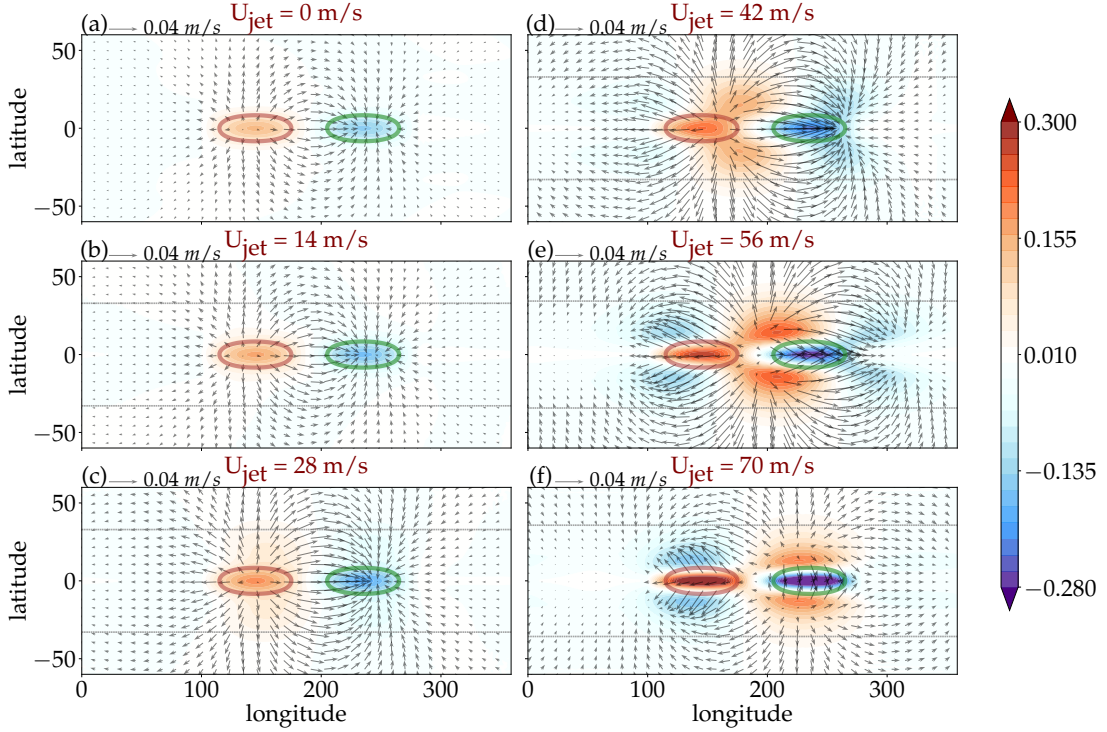 (a) 0.04 m/s U_jet = 0 m/s
50
0
−50
latitude
(b) 0.04 m/s U_jet = 14 m/s
50
0
−50
latitude
(c) 0.04 m/s U_jet = 28 m/s
50
0
−50
latitude
0 100 200 300
longitude
(d) 0.04 m/s U_jet = 42 m/s
(e) 0.04 m/s U_jet = 56 m/s
(f) 0.04 m/s U_jet = 70 m/s
0 100 200 300
longitude
0.300
0.155
0.010
−0.135
−0.280